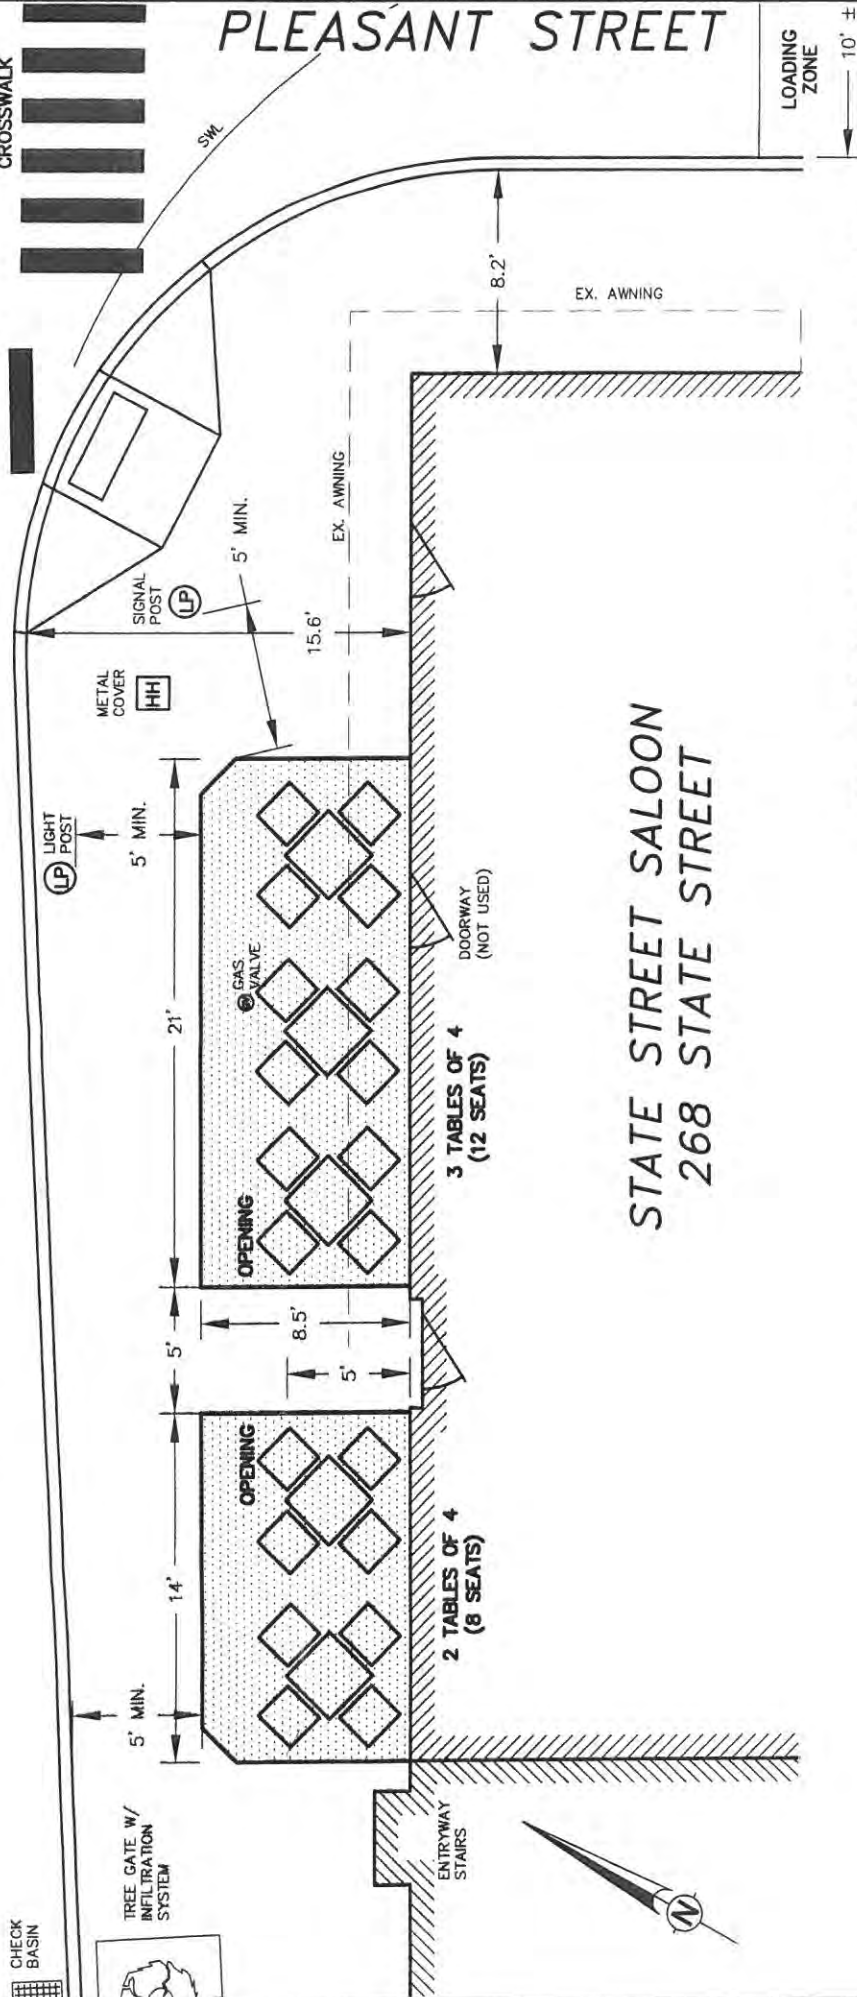 CROSSWALK
PLEASANT STREET
LOADING
ZONE
10' ±
SWL
8.2'
EX. AWNING
EX. AWNING
5' MIN.
SIGNAL
POST
LP
15.6'
METAL
COVER
HH
LIGHT
POST
LP
5' MIN.
21'
GAS
VALVE
DOORWAY
(NOT USED)
3 TABLES OF 4
(12 SEATS)
OPENING
STATE STREET SALOON
268 STATE STREET
5'
8.5'
5'
OPENING
14'
2 TABLES OF 4
(8 SEATS)
5' MIN.
TREE GATE W/
INFILTRATION
SYSTEM
ENTRYWAY
STAIRS
N
CHECK
BASIN